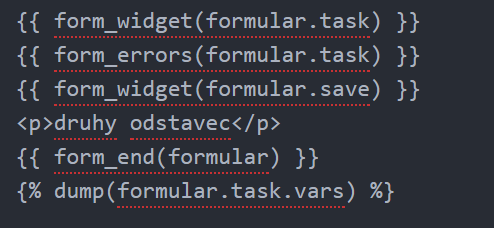 {{ form_widget(formular.task) }}
{{ form_errors(formular.task) }}
{{ form_widget(formular.save) }}
<p>druhy odstavec</p>
{{ form_end(formular) }}
{% dump(formular.task.vars) %}